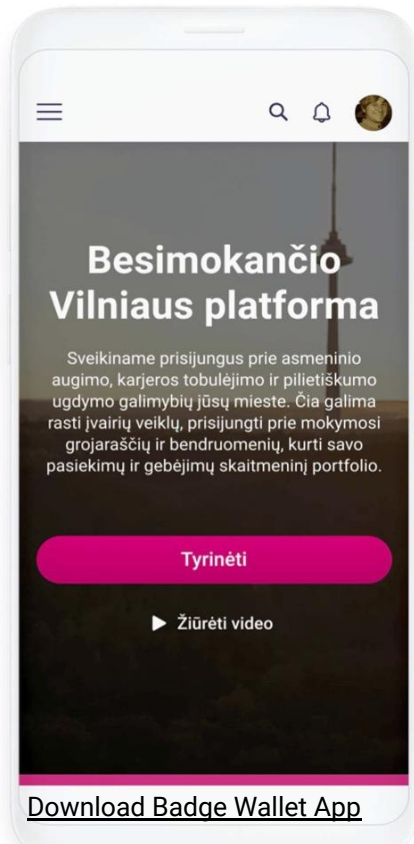 Besimokančio
Vilniaus platforma
Sveikiname prisijungus prie asmeninio
augimo, karjeros tobulėjimo ir pilietiškumo
ugdymo galimybių jūsų mieste. Čia galima
rasti įvairių veiklų, prisijungti prie mokymosi
grojaraščių ir bendruomenių, kurti savo
pasiekimų ir gebėjimų skaitmeninį portfolio.
Tyrinėti
Žiūrėti video
Download Badge Wallet App